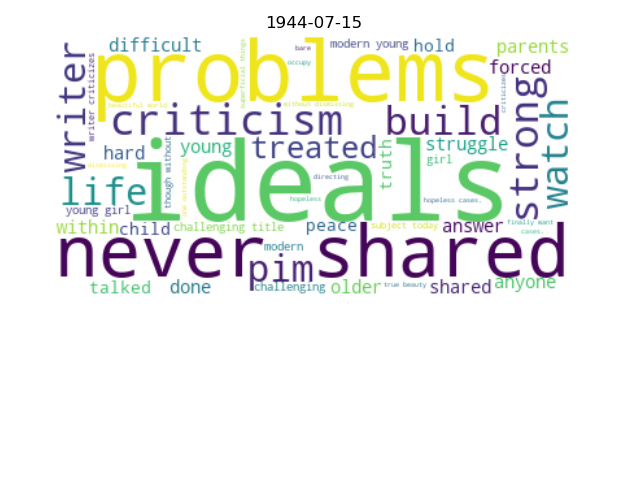 1944-07-15
difficult
problems
bare
modern young
hold
parents
writer
writer criticizes
superficial things
occupy
forced
beautiful world
without dismissing
criticizes
criticism
build
strong
watch
hard
though without
young
treated
truth
struggle
girl
dismissing
one outstanding
ideals
directing
life
hopeless
hopeless cases.
young girl
within
child
challenging title
peace
subject today
answer
finally want
cases.
never shared
modern
pim
talked
done
challenging
older
true beauty
shared
anyone